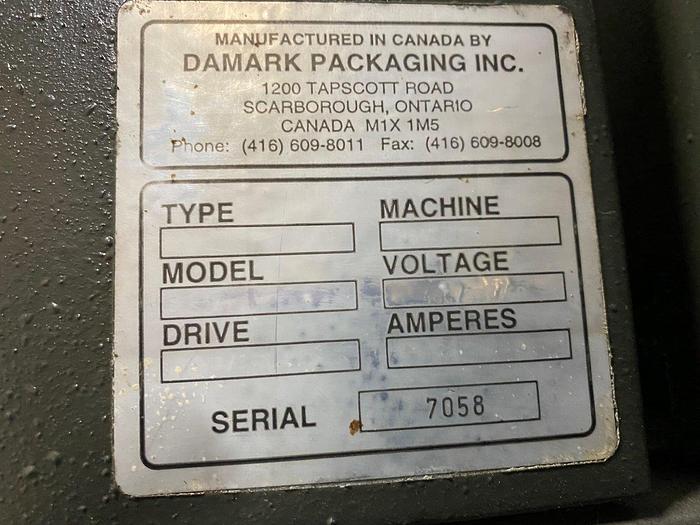 MANUFACTURED IN CANADA BY
DAMARK PACKAGING INC.
1200 TAPSCOTT ROAD
SCARBOROUGH, ONTARIO
CANADA M1X 1M5
Phone: (416) 609-8011 Fax: (416) 609-8008
TYPE MACHINE
MODEL VOLTAGE
DRIVE AMPERES
SERIAL 7058